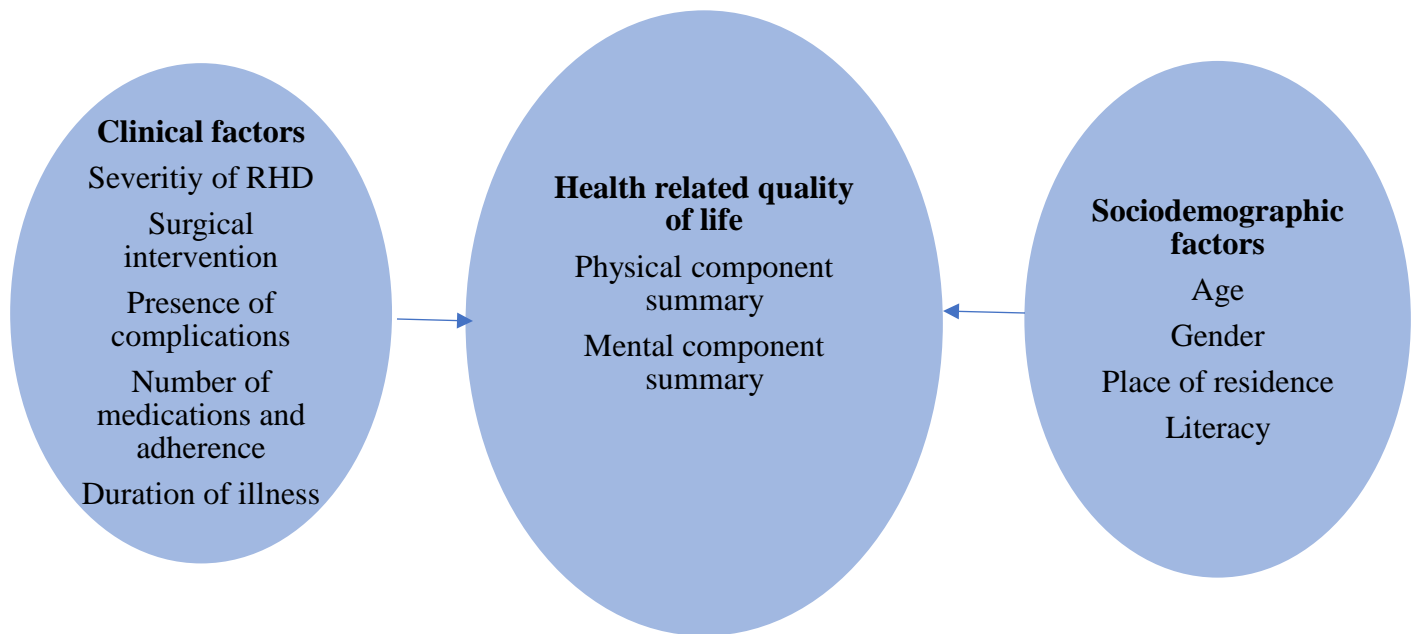 Clinical factors
Severitiy of RHD
Surgical
intervention
Presence of
complications
Number of
medications and
adherence
Duration of illness
Health related quality
of life
Physical component
summary
Mental component
summary
Sociodemographic
factors
Age
Gender
Place of residence
Literacy